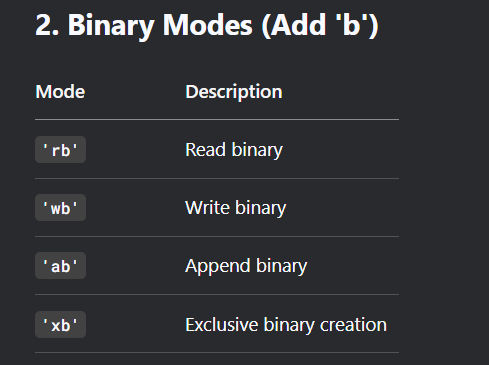 2. Binary Modes (Add 'b')
Mode Description
'rb' Read binary
'wb' Write binary
'ab' Append binary
'xb' Exclusive binary creation